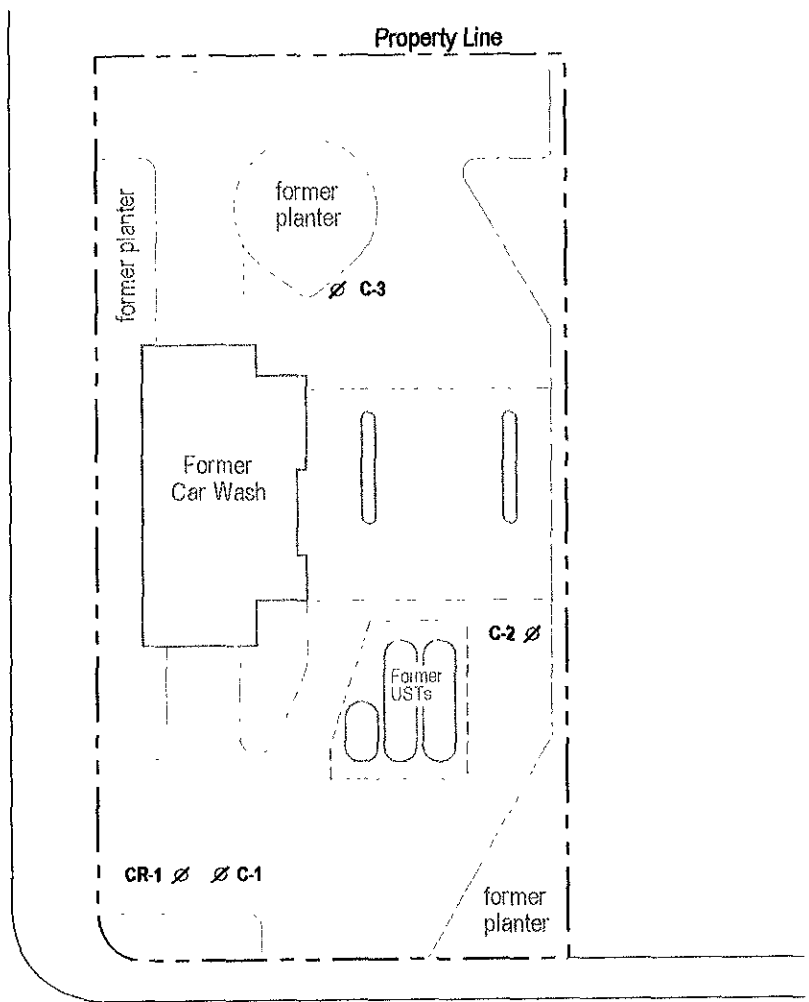 Property Line
former
planter
former planter
C-3
Former
Car Wash
C-2
Former
USTs
CR-1
C-1
former
planter